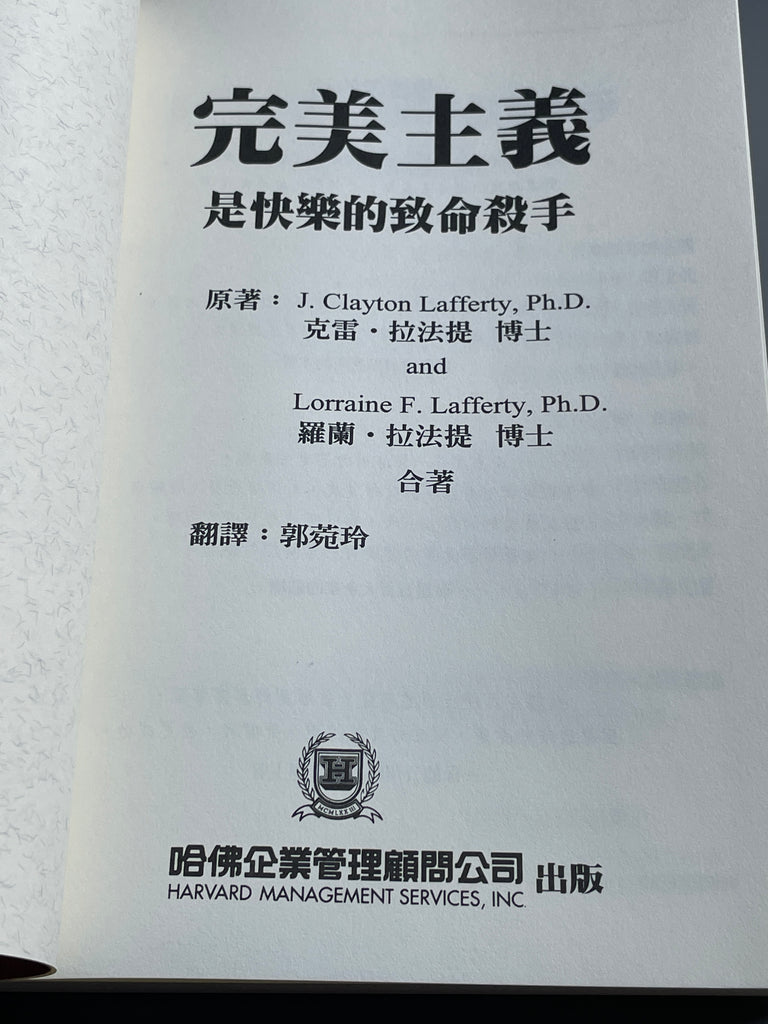 完美主義
是快樂的致命殺手
原著：J. Clayton Lafferty, Ph.D.
克雷・拉法提 博士
and
Lorraine F. Lafferty, Ph.D.
羅蘭・拉法提 博士
合著
翻譯：郭菀玲
H
MCMLXXIII
哈佛企業管理顧問公司 出版
HARVARD MANAGEMENT SERVICES, INC.